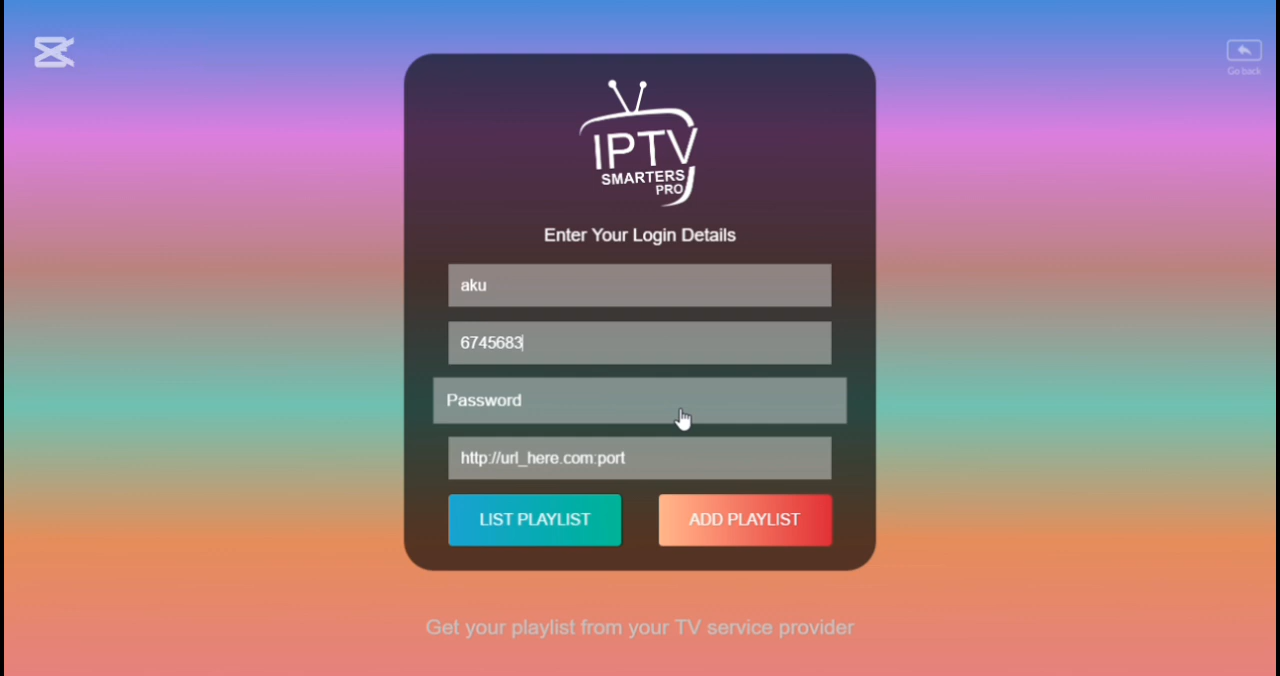 Go back
IPTV
SMARTERS
PRO
Enter Your Login Details
aku
6745683
Password
http://url_here.com:port
LIST PLAYLIST
ADD PLAYLIST
Get your playlist from your TV service provider